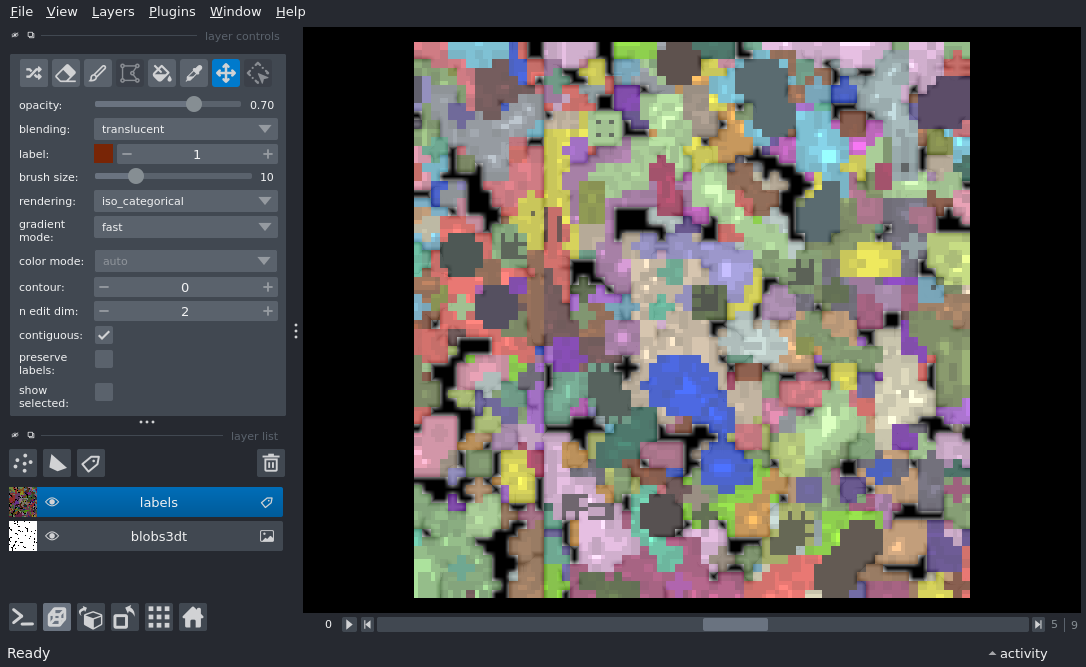 File View Layers Plugins Window Help
layer controls
opacity: 0.70
blending: translucent
label: 1
brush size: 10
rendering: iso_categorical
gradient
mode: fast
color mode: auto
contour: 0
n edit dim: 2
contiguous:
preserve
labels:
show
selected:
layer list
labels
blobs3dt
0 5 9
Ready activity